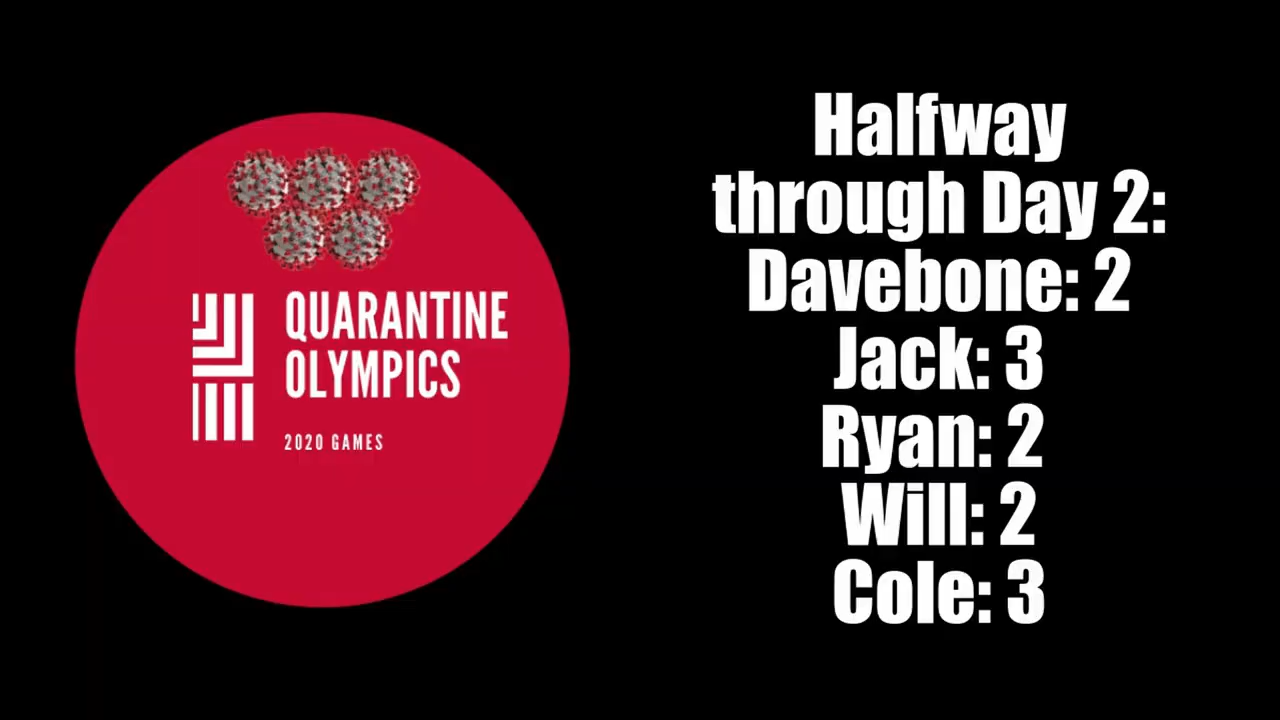 QUARANTINE
OLYMPICS
2020 GAMES
Halfway
through Day 2:
Davebone: 2
Jack: 3
Ryan: 2
Will: 2
Cole: 3